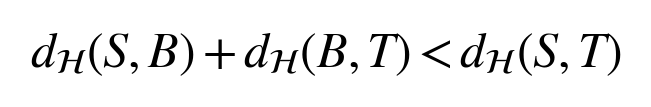 d_ℋ(S, B) + d_ℋ(B, T) < d_ℋ(S, T)